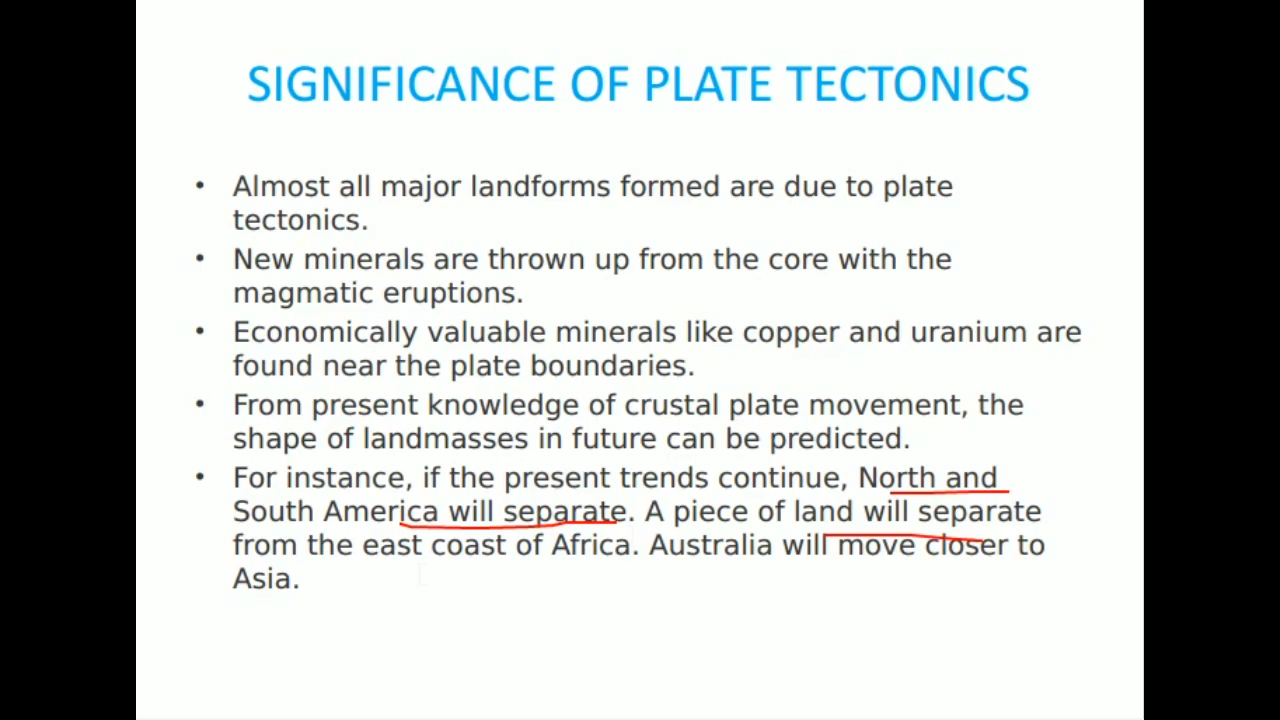 SIGNIFICANCE OF PLATE TECTONICS
• Almost all major landforms formed are due to plate
tectonics.
• New minerals are thrown up from the core with the
magmatic eruptions.
• Economically valuable minerals like copper and uranium are
found near the plate boundaries.
• From present knowledge of crustal plate movement, the
shape of landmasses in future can be predicted.
• For instance, if the present trends continue, North and
South America will separate. A piece of land will separate
from the east coast of Africa. Australia will move closer to
Asia.